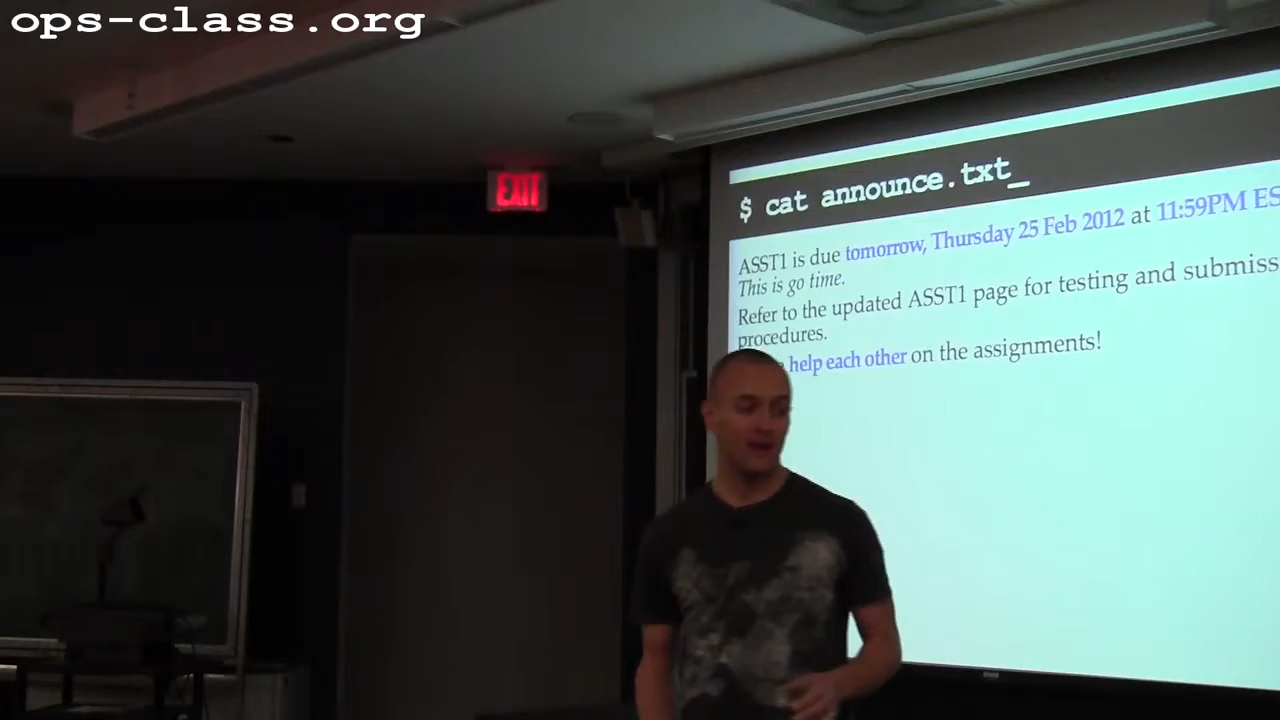 ops-class.org
EXIT
$ cat announce.txt_
ASST1 is due tomorrow, Thursday 25 Feb 2012 at 11:59PM ES
This is go time.
Refer to the updated ASST1 page for testing and submiss
procedures.
help each other on the assignments!